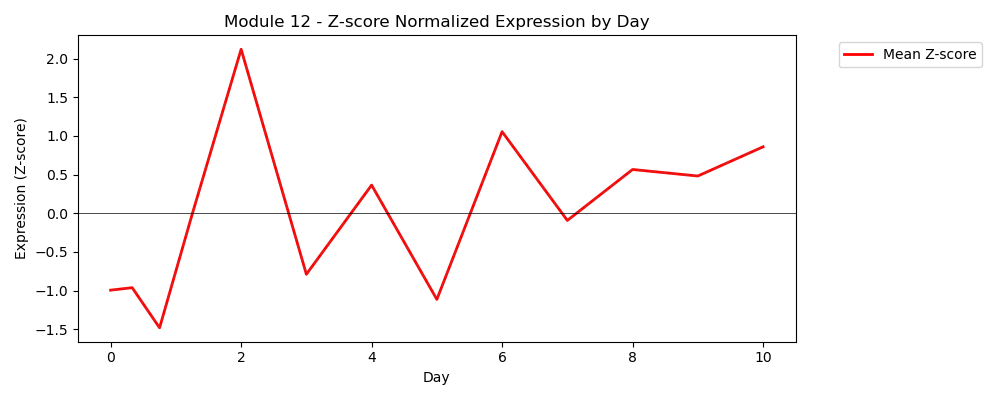 Module 12 - Z-score Normalized Expression by Day
Mean Z-score
Expression (Z-score)
2.0
1.5
1.0
0.5
0.0
−0.5
−1.0
−1.5
0 2 4 6 8 10
Day